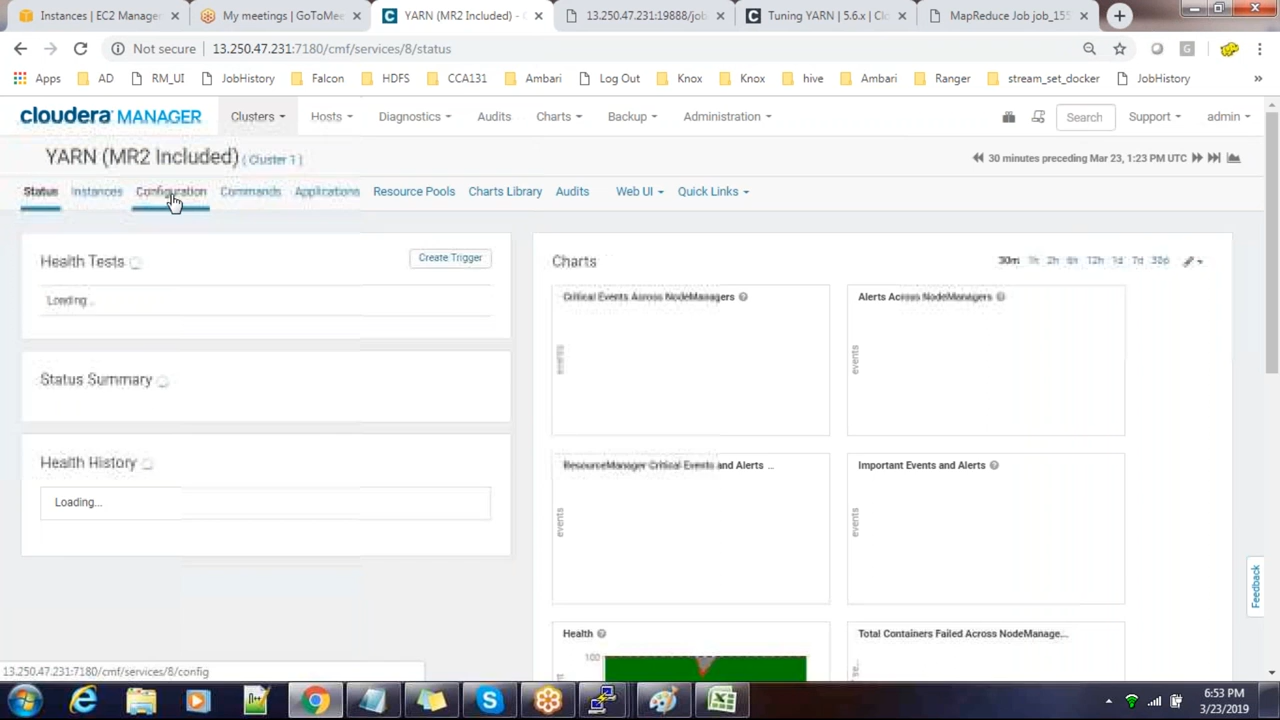 Instances | EC2 Manager
My meetings | GoToMee
YARN (MR2 Included) - C
13.250.47.231:19888/job
Tuning YARN | 5.6.x | Clo
MapReduce Job job_155
Not secure | 13.250.47.231:7180/cmf/services/8/status
Apps AD RM_UI JobHistory Falcon HDFS CCA131 Ambari Log Out Knox Knox hive Ambari Ranger stream_set_docker JobHistory »
cloudera MANAGER Clusters Hosts Diagnostics Audits Charts Backup Administration Search Support admin
YARN (MR2 Included) ( Cluster 1 )
30 minutes preceding Mar 23, 1:23 PM UTC
Status Instances Configuration Commands Applications Resource Pools Charts Library Audits Web UI Quick Links
Health Tests
Create Trigger
Loading...
Status Summary
Health History
Loading...
Charts
30m 1h 2h 6h 12h 1d 7d 30d
Critical Events Across NodeManagers
events
Alerts Across NodeManagers
events
ResourceManager Critical Events and Alerts ...
events
Important Events and Alerts
events
Health
100
Total Containers Failed Across NodeManage...
Feedback
13.250.47.231:7180/cmf/services/8/config
6:53 PM
3/23/2019